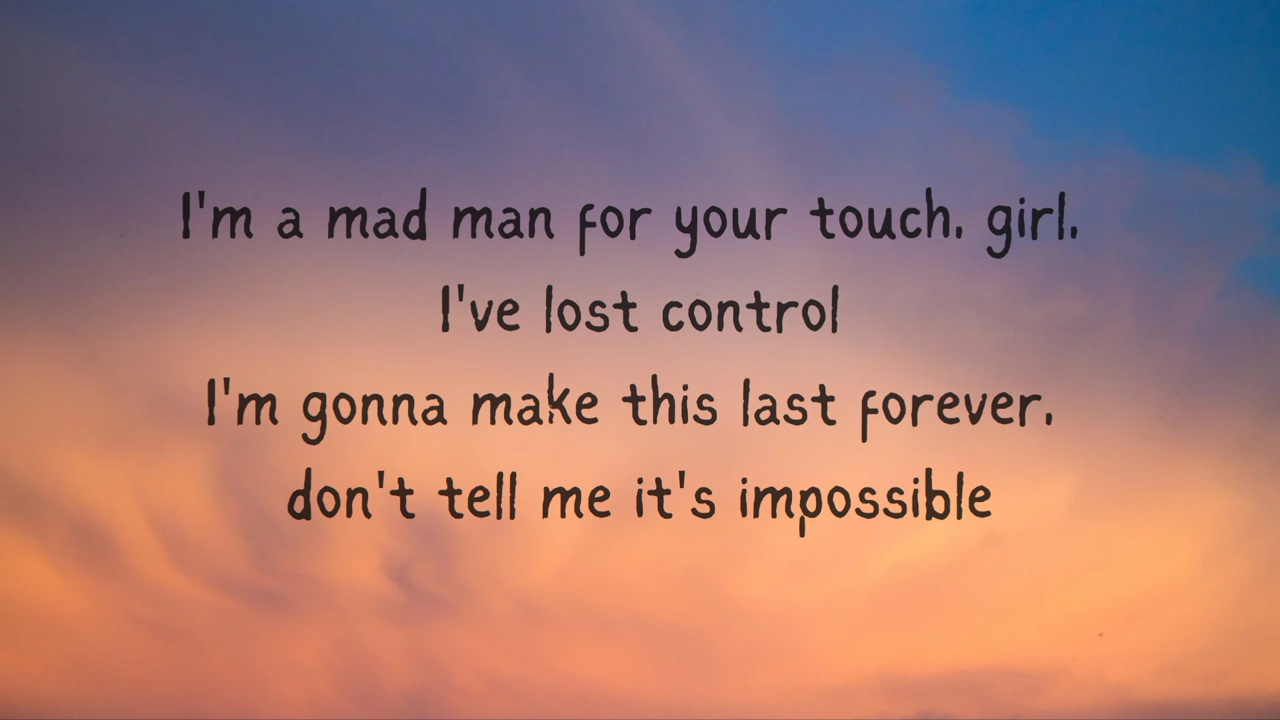 I'm a mad man for your touch, girl,
I've lost control
I'm gonna make this last forever,
don't tell me it's impossible